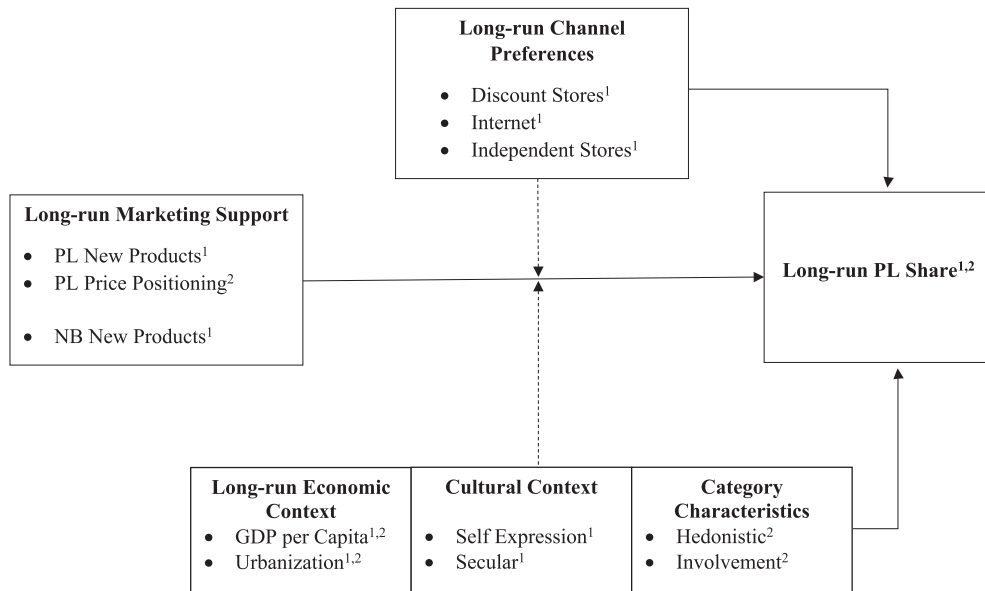 Long-run Channel
Preferences
• Discount Stores¹
• Internet¹
• Independent Stores¹
Long-run Marketing Support
• PL New Products¹
• PL Price Positioning²
• NB New Products¹
Long-run PL Share¹,²
Long-run Economic
Context
• GDP per Capita¹,²
• Urbanization¹,²
Cultural Context
• Self Expression¹
• Secular¹
Category
Characteristics
• Hedonistic²
• Involvement²